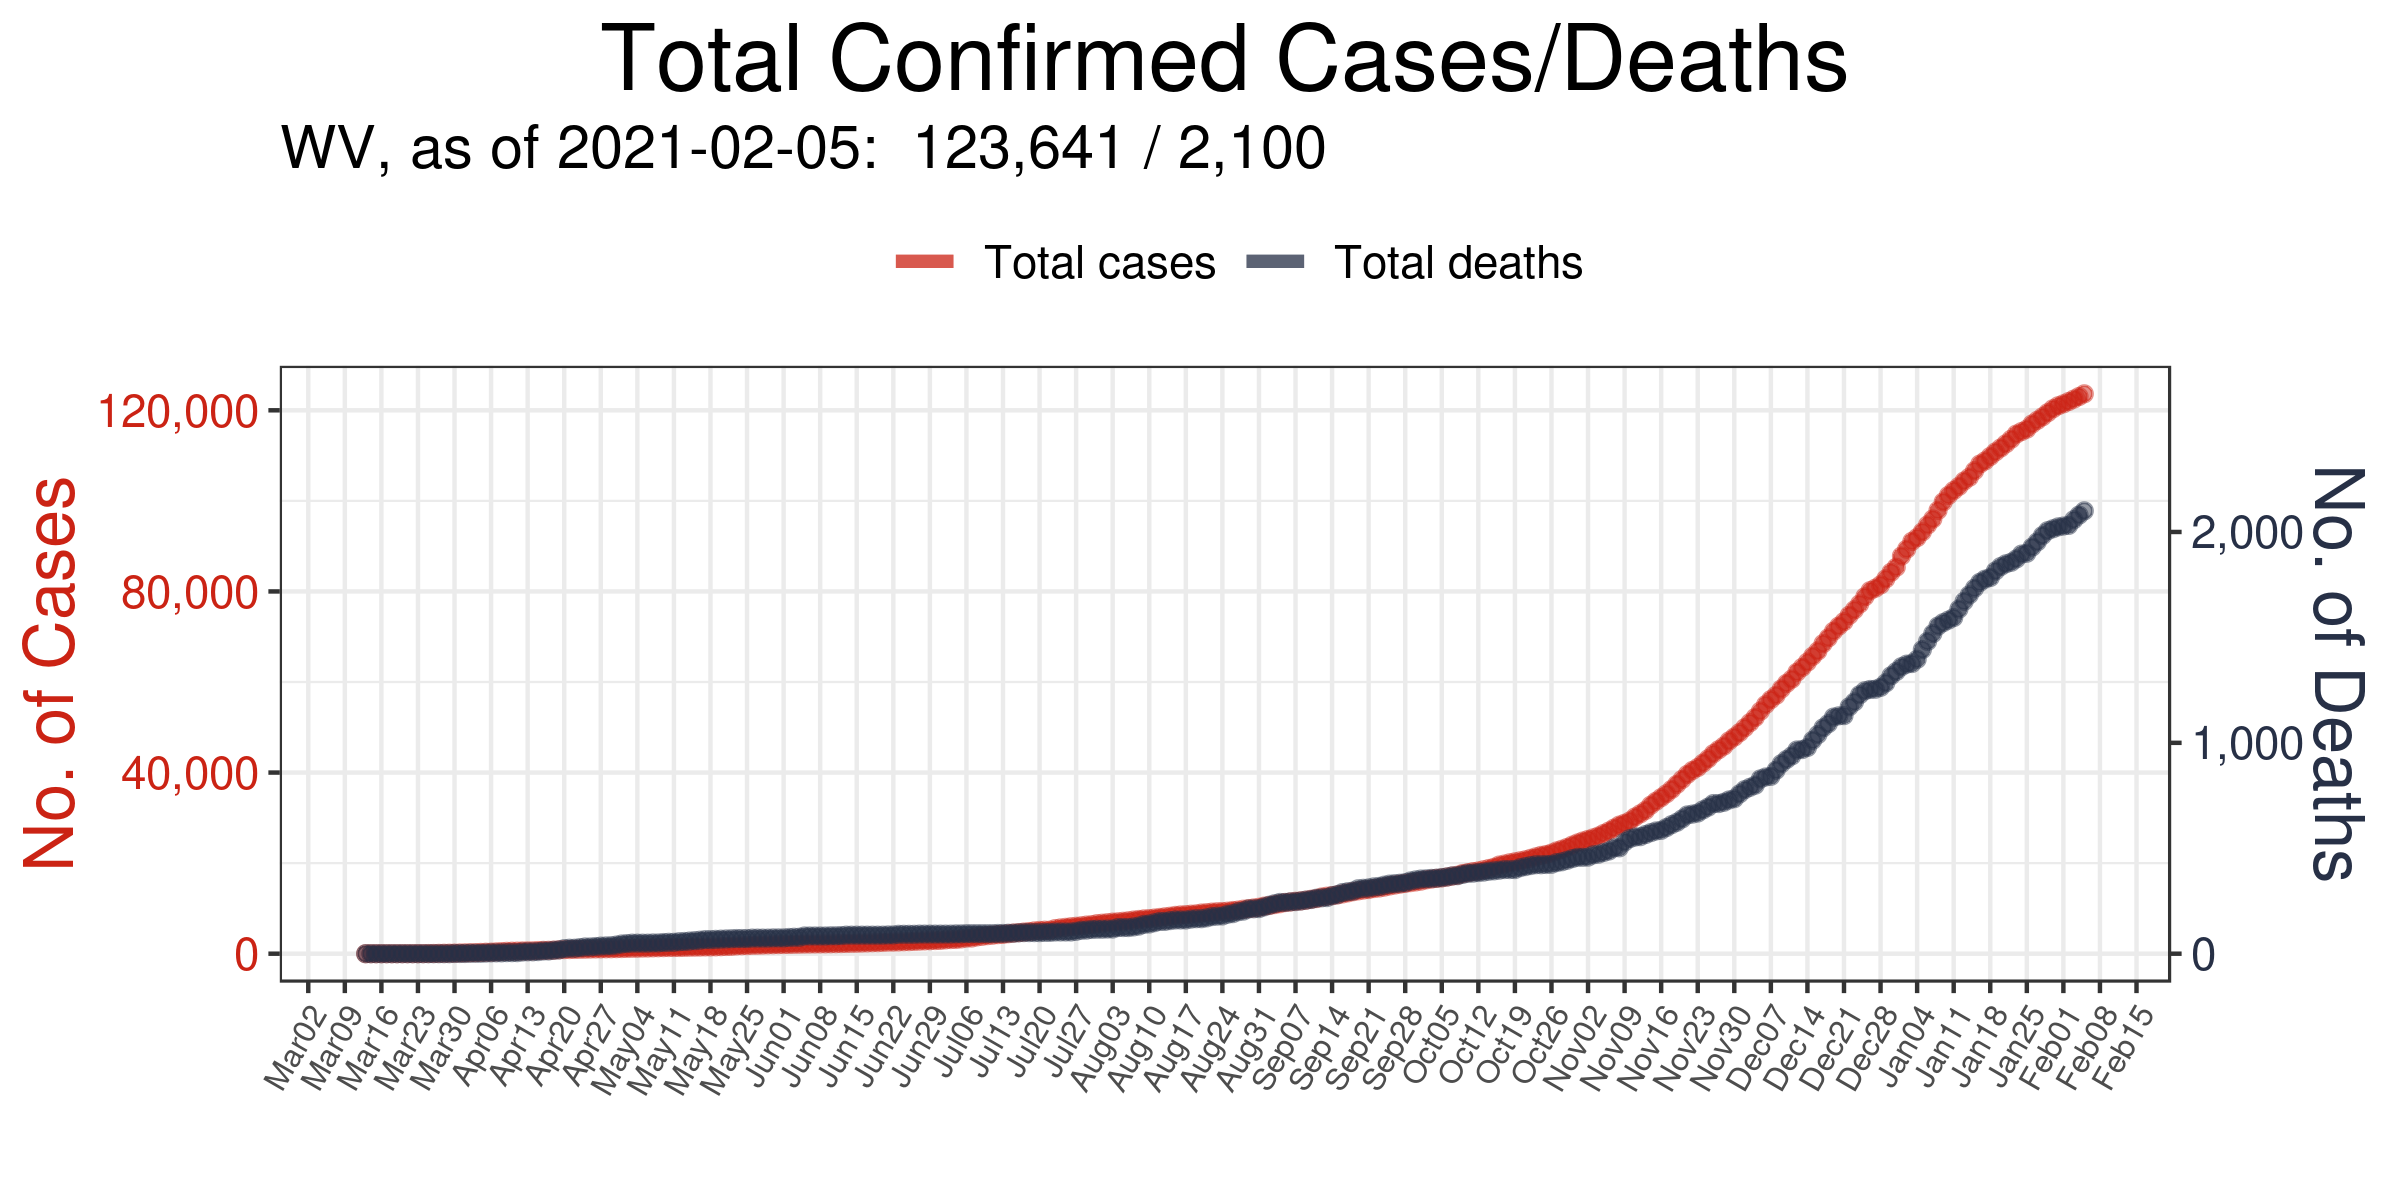 Total Confirmed Cases/Deaths
WV, as of 2021-02-05:  123,641 / 2,100
Total cases
Total deaths
No. of Cases
120,000
80,000
40,000
0
2,000
1,000
0
No. of Deaths
Mar02
Mar09
Mar16
Mar23
Mar30
Apr06
Apr13
Apr20
Apr27
May04
May11
May18
May25
Jun01
Jun08
Jun15
Jun22
Jun29
Jul06
Jul13
Jul20
Jul27
Aug03
Aug10
Aug17
Aug24
Aug31
Sep07
Sep14
Sep21
Sep28
Oct05
Oct12
Oct19
Oct26
Nov02
Nov09
Nov16
Nov23
Nov30
Dec07
Dec14
Dec21
Dec28
Jan04
Jan11
Jan18
Jan25
Feb01
Feb08
Feb15